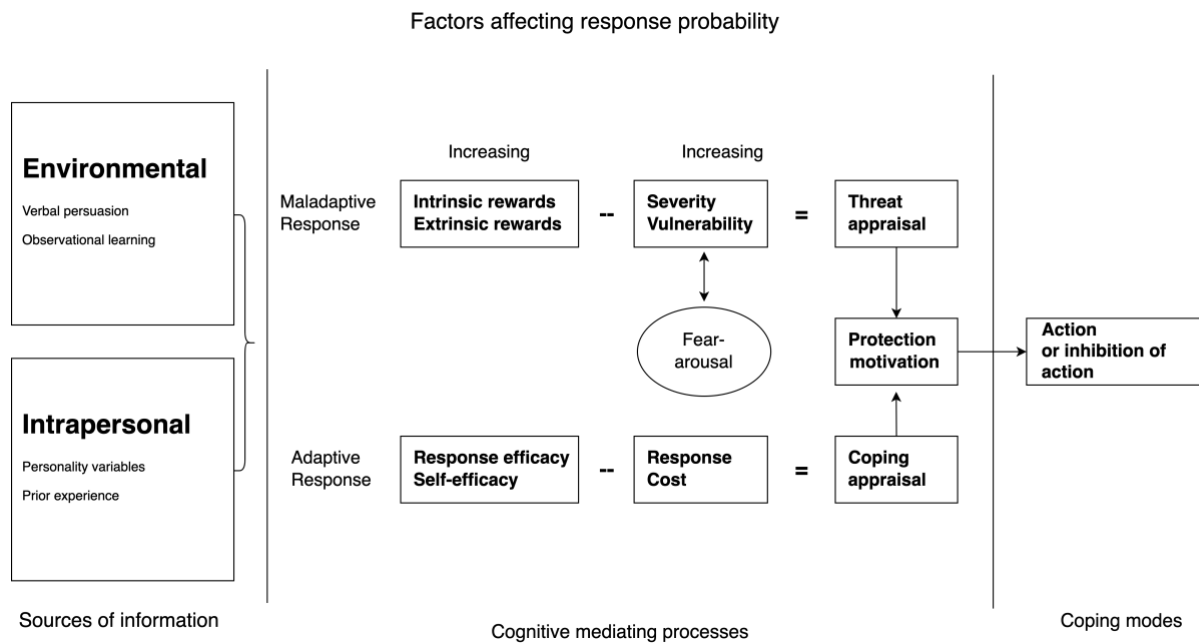 Factors affecting response probability
Environmental
Verbal persuasion
Observational learning
Intrapersonal
Personality variables
Prior experience
Sources of information
Increasing
Increasing
Maladaptive
Response
Intrinsic rewards
Extrinsic rewards
--
Severity
Vulnerability
=
Threat
appraisal
Fear-
arousal
Protection
motivation
Adaptive
Response
Response efficacy
Self-efficacy
--
Response
Cost
=
Coping
appraisal
Cognitive mediating processes
Action
or inhibition of
action
Coping modes